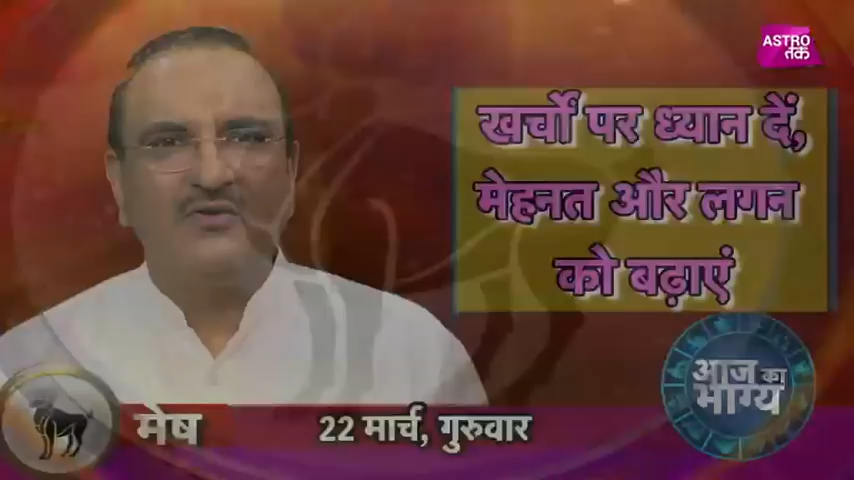 ASTRO
तक
खर्चों पर ध्यान दें,
मेहनत और लगन
को बढ़ाएं
आज का
भाग्य
मेष
22 मार्च, गुरुवार